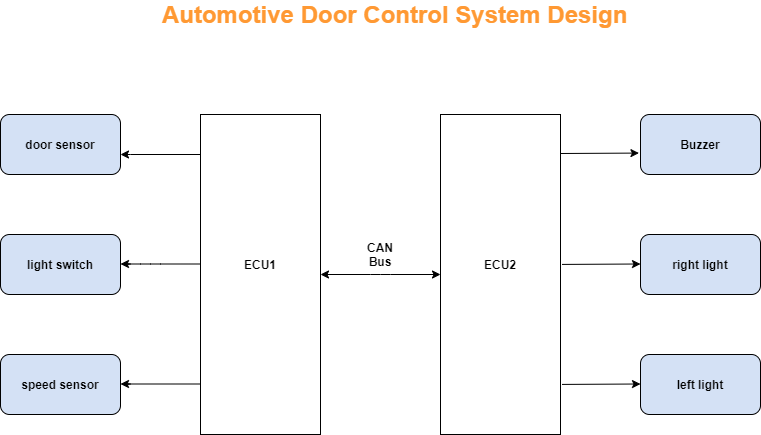 Automotive Door Control System Design
door sensor
Buzzer
CAN
Bus
light switch
ECU1
ECU2
right light
speed sensor
left light